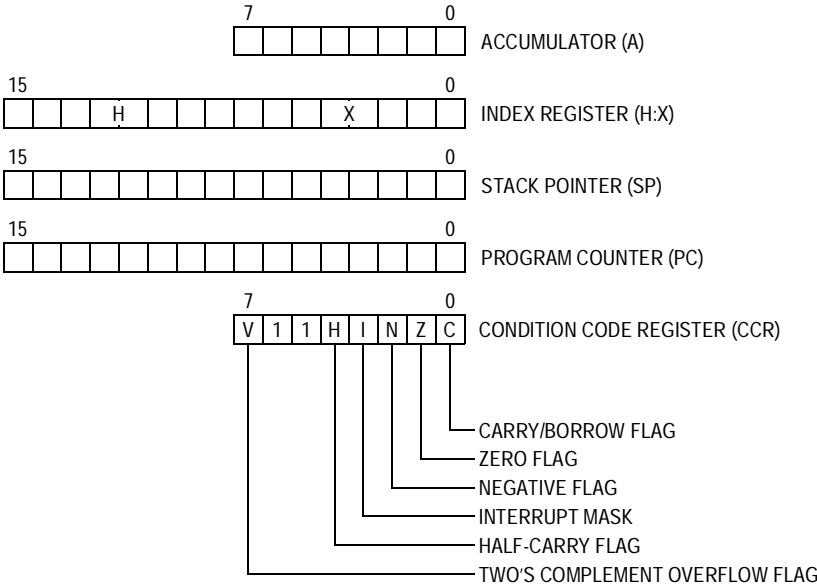 7 0
ACCUMULATOR (A)
15 0
H X INDEX REGISTER (H:X)
15 0
STACK POINTER (SP)
15 0
PROGRAM COUNTER (PC)
7 0
V 1 1 H I N Z C CONDITION CODE REGISTER (CCR)
CARRY/BORROW FLAG
ZERO FLAG
NEGATIVE FLAG
INTERRUPT MASK
HALF-CARRY FLAG
TWO'S COMPLEMENT OVERFLOW FLAG